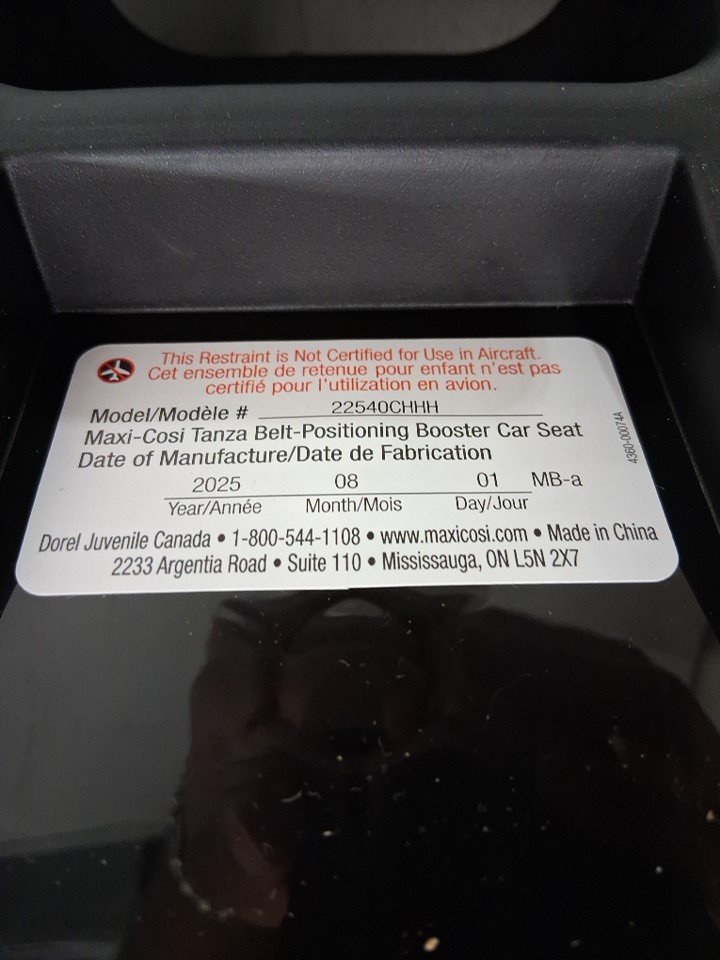 This Restraint is Not Certified for Use in Aircraft.
Cet ensemble de retenue pour enfant n'est pas
certifié pour l'utilization en avion.
Model/Modèle # 22540CHHH
Maxi-Cosi Tanza Belt-Positioning Booster Car Seat
Date of Manufacture/Date de Fabrication
2025 08 01 MB-a
Year/Année Month/Mois Day/Jour
Dorel Juvenile Canada • 1-800-544-1108 • www.maxicosi.com • Made in China
2233 Argentia Road • Suite 110 • Mississauga, ON L5N 2X7
4360-00074A